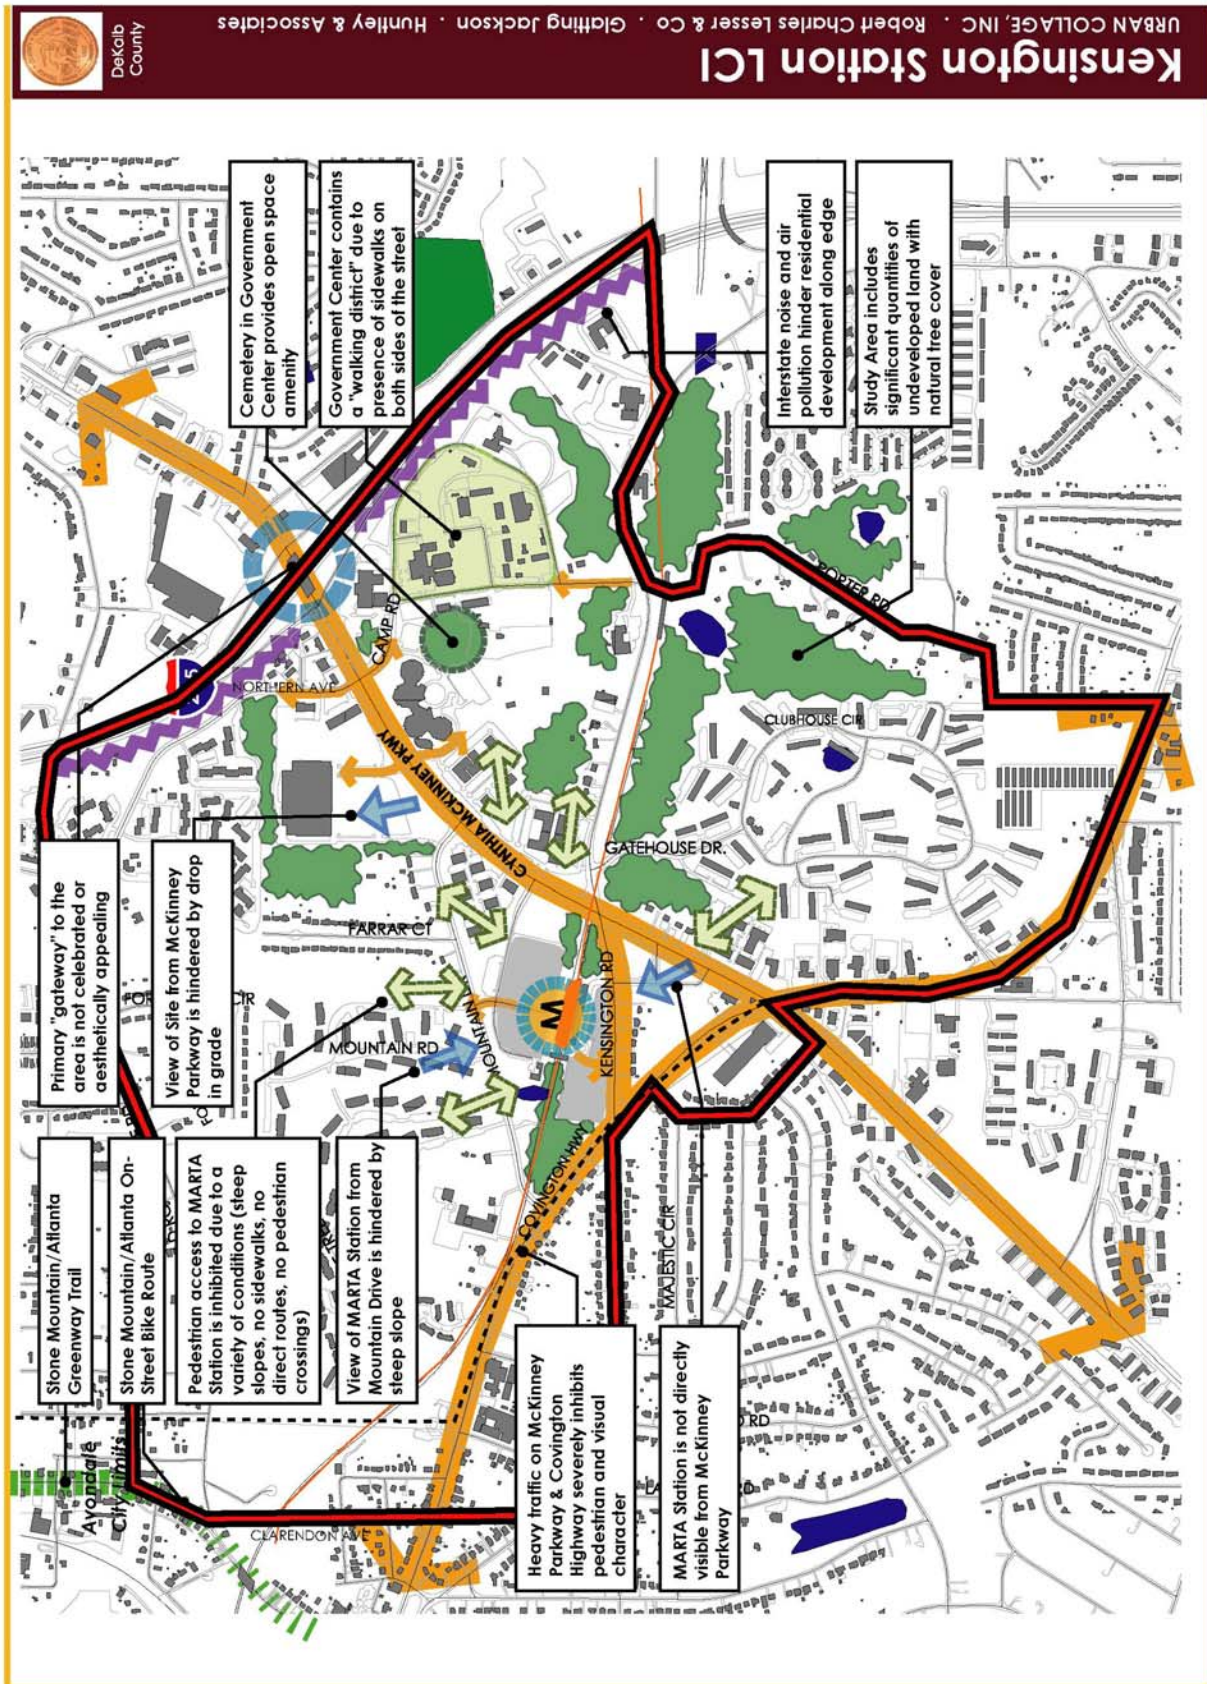 Kensington Station LCI
URBAN COLLAGE, INC . Robert Charles Lesser & Co . Glatting Jackson . Huntley & Associates
DeKalb
County
Cemetery in Government
Center provides open space
amenity
Government Center contains
a "walking district" due to
presence of sidewalks on
both sides of the street
Interstate noise and air
pollution hinder residential
development along edge
Study Area includes
significant quantities of
undeveloped land with
natural tree cover
Primary "gateway" to the
area is not celebrated or
aesthetically appealing
View of Site from McKinney
Parkway is hindered by drop
in grade
Stone Mountain/Atlanta
Greenway Trail
Stone Mountain/Atlanta On-
Street Bike Route
Pedestrian access to MARTA
Station is inhibited due to a
variety of conditions (steep
slopes, no sidewalks, no
direct routes, no pedestrian
crossings)
View of MARTA Station from
Mountain Drive is hindered by
steep slope
Heavy traffic on McKinney
Parkway & Covington
Highway severely inhibits
pedestrian and visual
character
MARTA Station is not directly
visible from McKinney
Parkway
Avondale
City Limits
CLARENDON AVE
NORTHERN AVE
CAMP RD
CYNTHIA MCKINNEY PKWY
PORTER RD
CLUBHOUSE CIR
GATEHOUSE DR.
FARRAR CT
MOUNTAIN RD
MOUNTAIN
KENSINGTON RD
COVINGTON HWY
MAJESTIC CIR
M
CIR
RD
RD